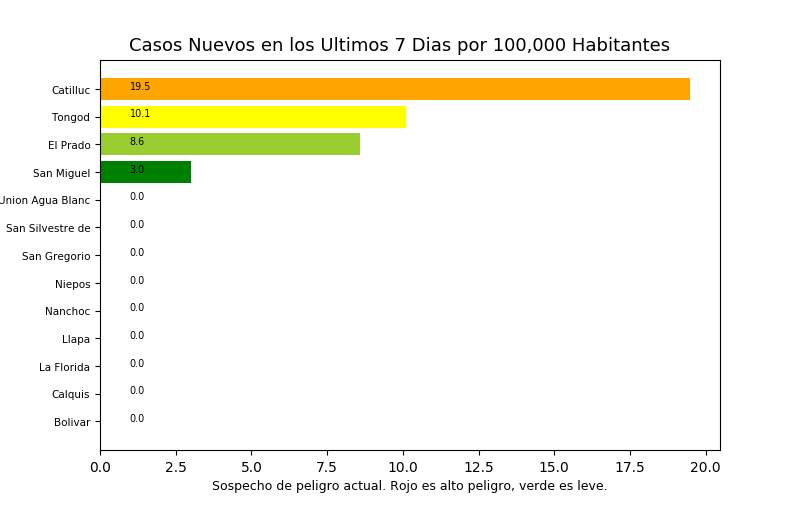 Casos Nuevos en los Ultimos 7 Dias por 100,000 Habitantes
Catilluc 19.5
Tongod 10.1
El Prado 8.6
San Miguel 3.0
Union Agua Blanc 0.0
San Silvestre de 0.0
San Gregorio 0.0
Niepos 0.0
Nanchoc 0.0
Llapa 0.0
La Florida 0.0
Calquis 0.0
Bolivar 0.0
0.0 2.5 5.0 7.5 10.0 12.5 15.0 17.5 20.0
Sospecho de peligro actual. Rojo es alto peligro, verde es leve.